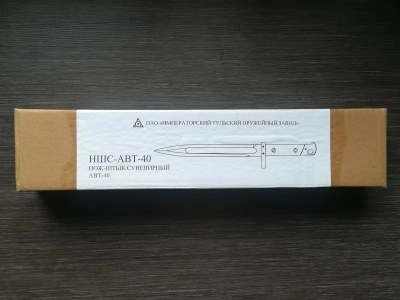 ПАО «ИМПЕРАТОРСКИЙ ТУЛЬСКИЙ ОРУЖЕЙНЫЙ ЗАВОД»
НШС-АВТ-40
НОЖ-ШТЫК СУВЕНИРНЫЙ
АВТ-40